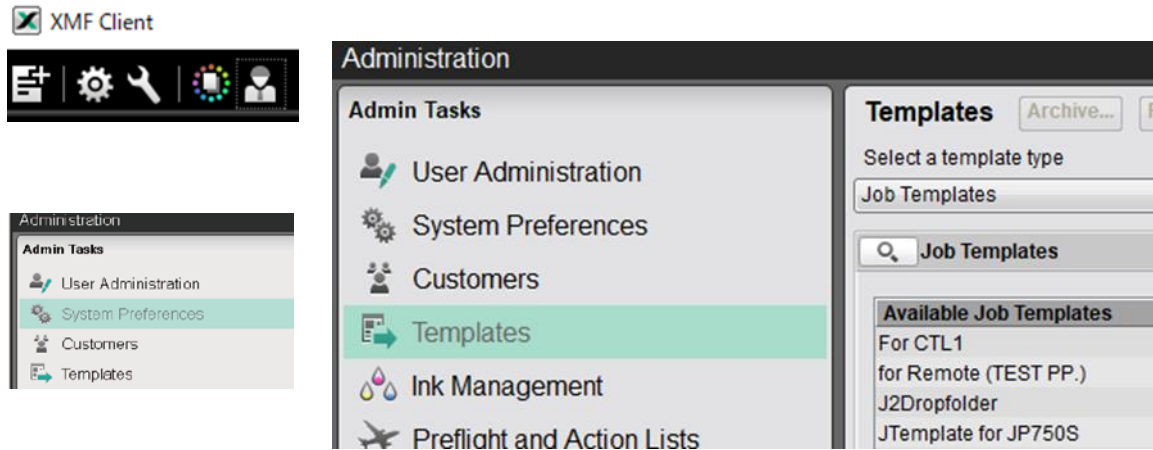 XMF Client
Administration
Admin Tasks
User Administration
System Preferences
Customers
Templates
Administration
Admin Tasks
User Administration
System Preferences
Customers
Templates
Ink Management
Preflight and Action Lists
Templates Archive...
Select a template type
Job Templates
Job Templates
Available Job Templates
For CTL1
for Remote (TEST PP.)
J2Dropfolder
JTemplate for JP750S